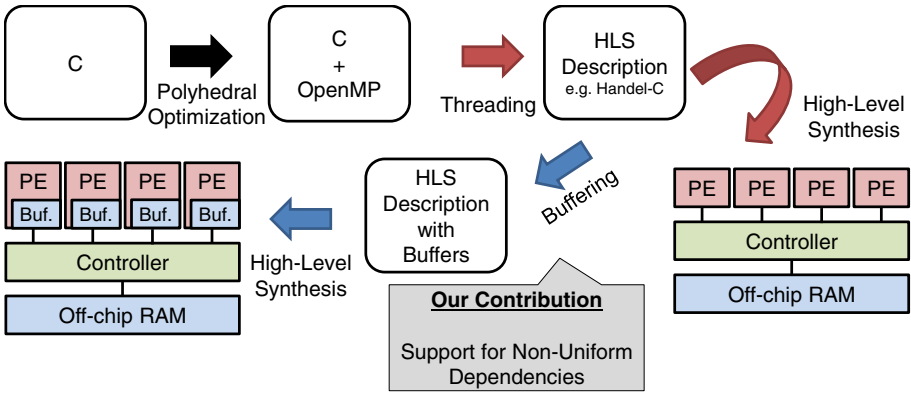 C
Polyhedral
Optimization
C
+
OpenMP
Threading
HLS
Description
e.g. Handel-C
High-Level
Synthesis
PE PE PE PE
Controller
Off-chip RAM
Buffering
HLS
Description
with
Buffers
Our Contribution
Support for Non-Uniform
Dependencies
High-Level
Synthesis
PE PE PE PE
Buf. Buf. Buf. Buf.
Controller
Off-chip RAM